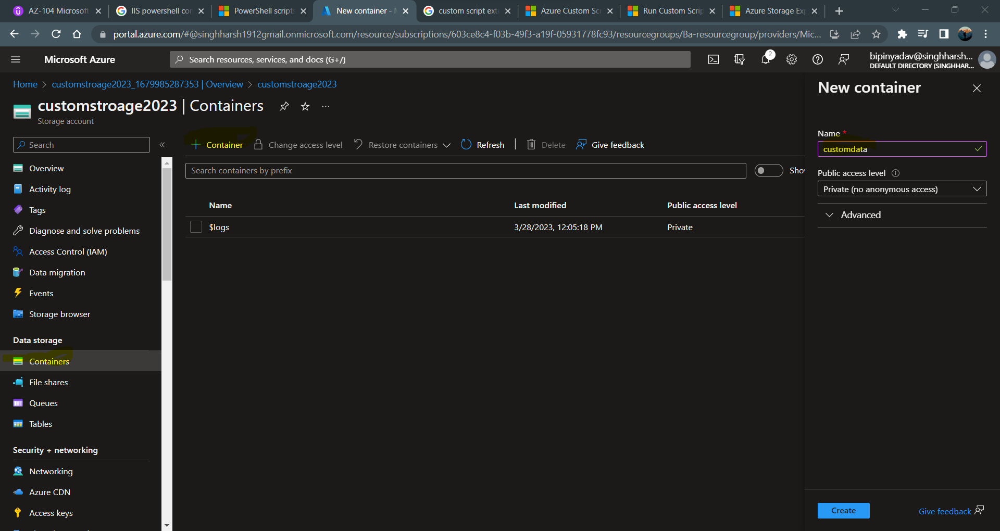 AZ-104 Microsoft
IIS powershell con
PowerShell scripts
New container - M
custom script exte
Azure Custom Scr
Run Custom Scrip
Azure Storage Exp
portal.azure.com/#@singhharsh1912gmail.onmicrosoft.com/resource/subscriptions/603ce8c4-f03b-49f3-a19f-05931778fc93/resourcegroups/Ba-resourcegroup/providers/Mic...
Microsoft Azure
Search resources, services, and docs (G+/)
2
bipinyadav@singhharsh...
DEFAULT DIRECTORY (SINGHHAR...
Home > customstroage2023_1679985287353 | Overview > customstroage2023
customstroage2023 | Containers
Storage account
Search
Overview
Activity log
Tags
Diagnose and solve problems
Access Control (IAM)
Data migration
Events
Storage browser
Data storage
Containers
File shares
Queues
Tables
Security + networking
Networking
Azure CDN
Access keys
+ Container
Change access level
Restore containers
Refresh
Delete
Give feedback
Search containers by prefix
Show
Name Last modified Public access level
$logs 3/28/2023, 12:05:18 PM Private
New container
Name *
customdata
Public access level
Private (no anonymous access)
Advanced
Create
Give feedback